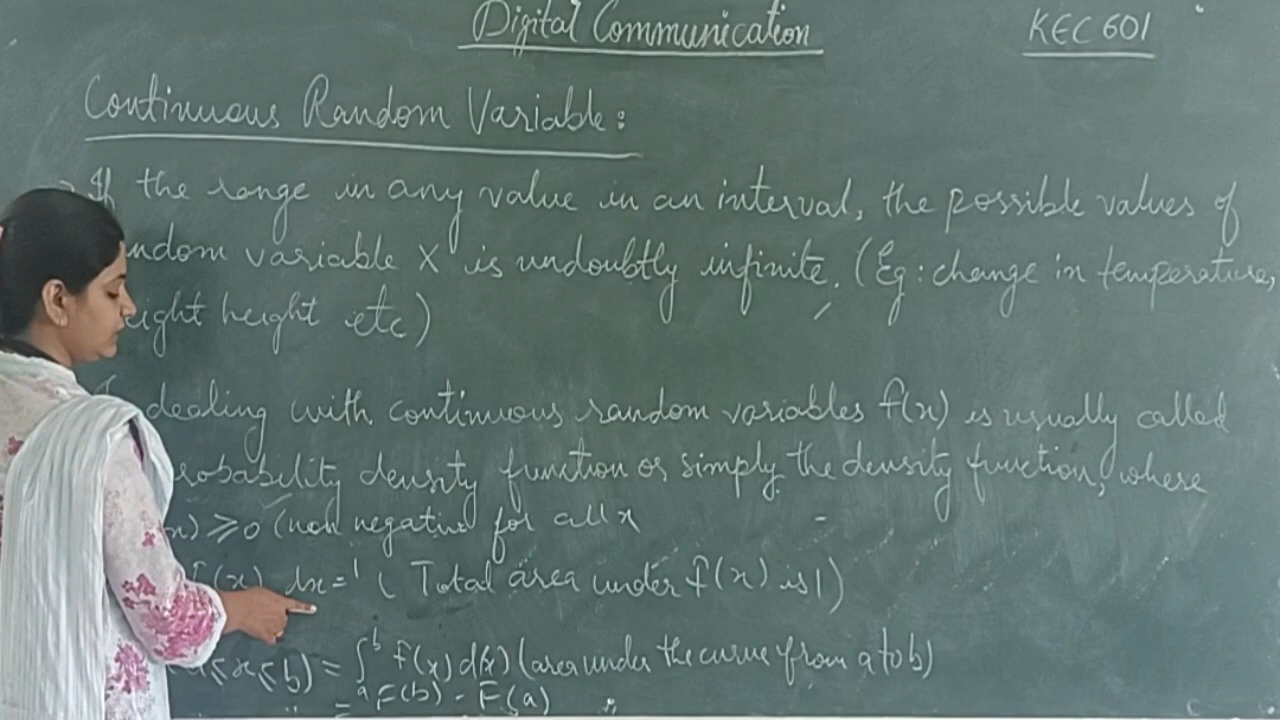 Digital Communication
KEC 601
Continuous Random Variable:
If the range in any value in an interval, the possible values of
ndom variable X is undoubtly infinite. (Eg: change in temperature,
eight height etc)
dealing with continuous random variables f(x) is usually called
robability density function or simply the density function, where
x) ≥ 0 (non negative for all x
f(x) dx = 1 ( Total area under f(x) is 1)
a ≤ x ≤ b) = ∫_a^b f(x) d(x) (area under the curve from a to b)
= F(b) - F(a)